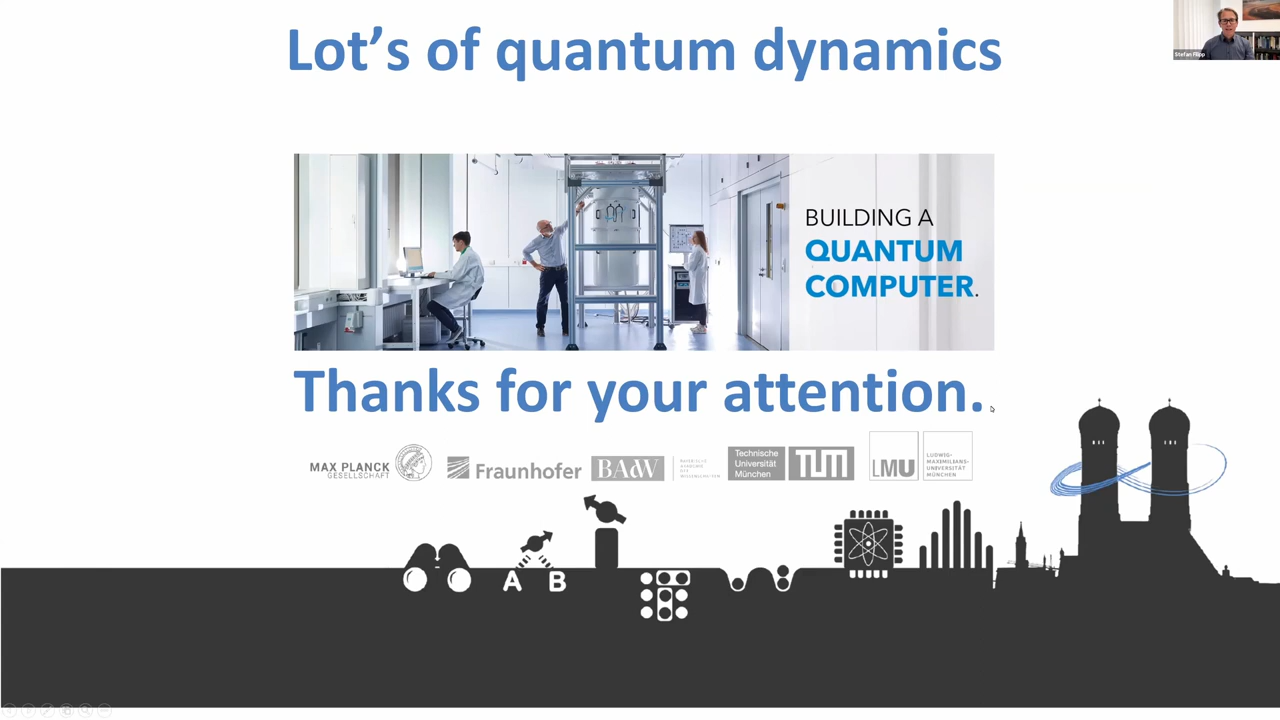 Lot's of quantum dynamics
Stefan Filipp
BUILDING A
QUANTUM
COMPUTER.
Thanks for your attention.
MAX PLANCK
GESELLSCHAFT
Fraunhofer
BAdW
BAYERISCHE
AKADEMIE
DER
WISSENSCHAFTEN
Technische
Universität
München
TUM
LMU
LUDWIG-
MAXIMILIANS-
UNIVERSITÄT
MÜNCHEN
A B